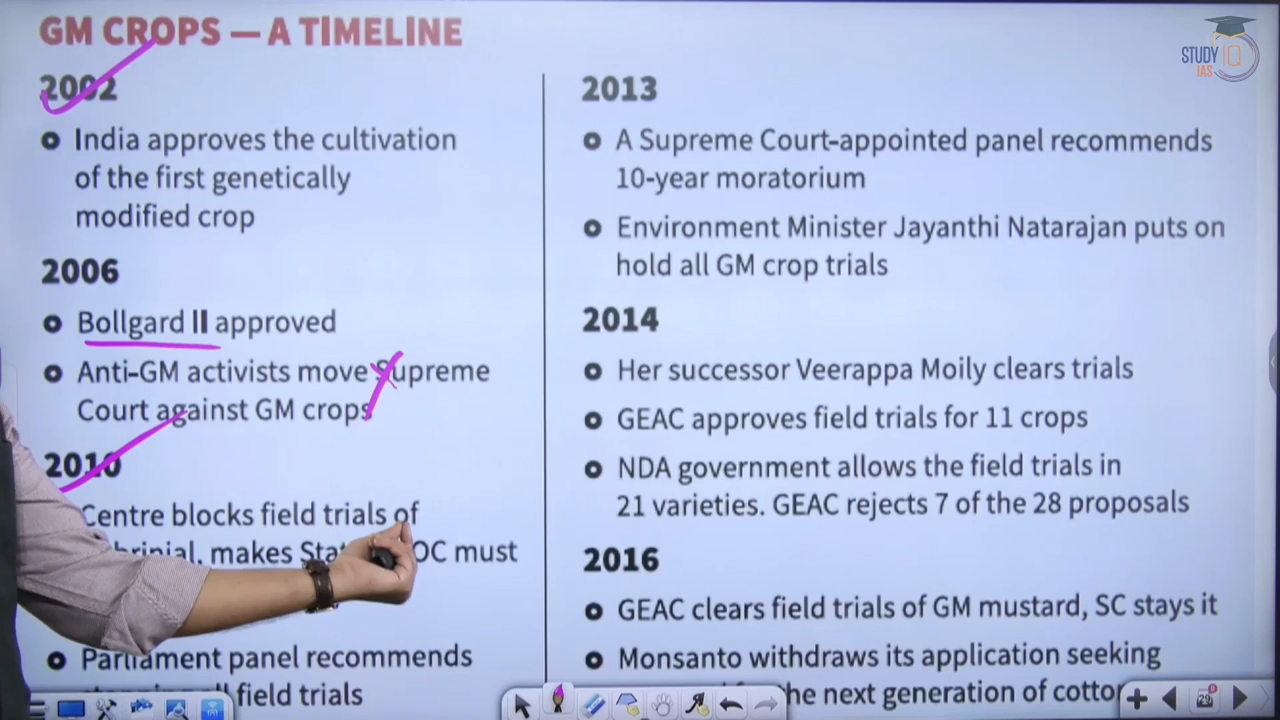 GM CROPS — A TIMELINE
2002
India approves the cultivation
of the first genetically
modified crop
2006
Bollgard II approved
Anti-GM activists move Supreme
Court against GM crops
2010
Centre blocks field trials of
makes OC must
Parliament panel recommends
field trials
2013
A Supreme Court-appointed panel recommends
10-year moratorium
Environment Minister Jayanthi Natarajan puts on
hold all GM crop trials
2014
Her successor Veerappa Moily clears trials
GEAC approves field trials for 11 crops
NDA government allows the field trials in
21 varieties. GEAC rejects 7 of the 28 proposals
2016
GEAC clears field trials of GM mustard, SC stays it
Monsanto withdraws its application seeking
the next generation of
STUDY IQ
IAS
29